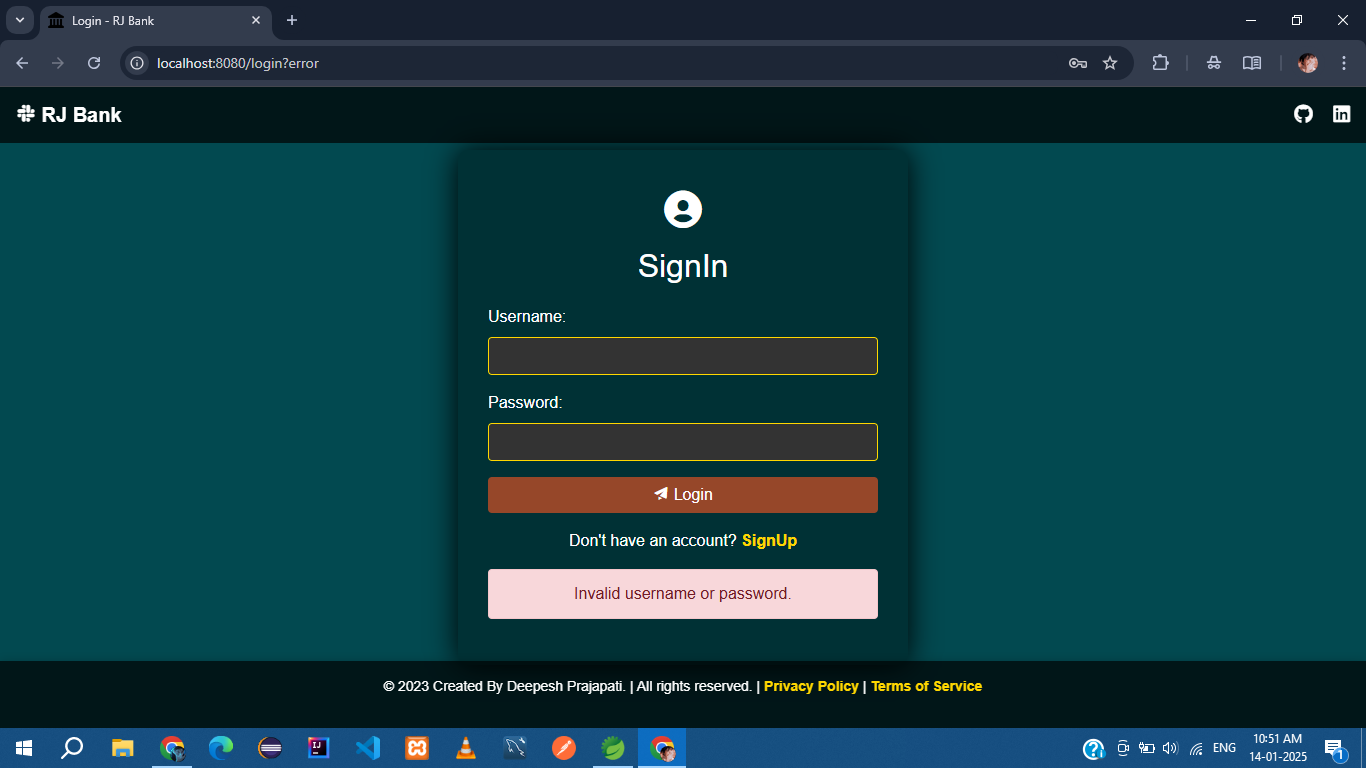 Login - RJ Bank
localhost:8080/login?error
RJ Bank
SignIn
Username:
Password:
Login
Don't have an account? SignUp
Invalid username or password.
© 2023 Created By Deepesh Prajapati. | All rights reserved. | Privacy Policy | Terms of Service
ENG
10:51 AM
14-01-2025
1